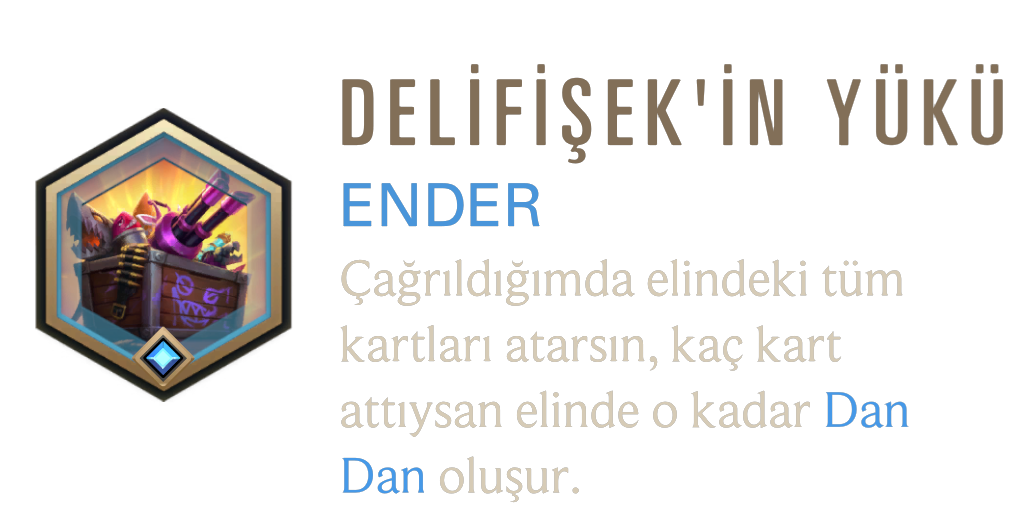 DELİFİŞEK'İN YÜKÜ
ENDER
Çağrıldığımda elindeki tüm
kartları atarsın, kaç kart
attıysan elinde o kadar Dan
Dan oluşur.